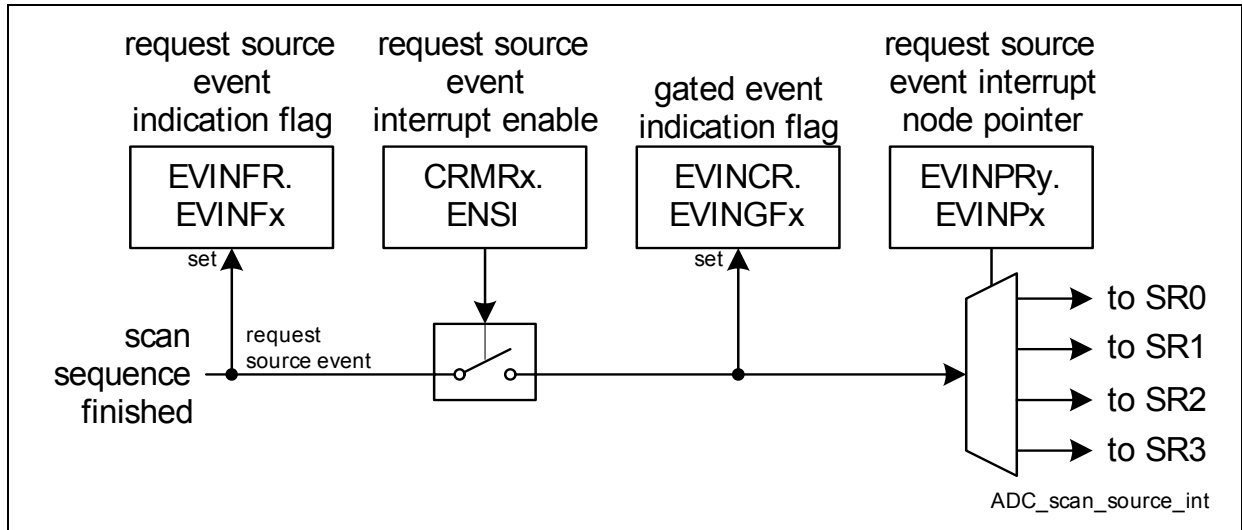 request source
event
indication flag
request source
event
interrupt enable
gated event
indication flag
request source
event interrupt
node pointer
EVINFR.
EVINFx
CRMRx.
ENSI
EVINCR.
EVINGFx
EVINPRy.
EVINPx
set
set
scan
sequence
finished
request
source event
to SR0
to SR1
to SR2
to SR3
ADC_scan_source_int